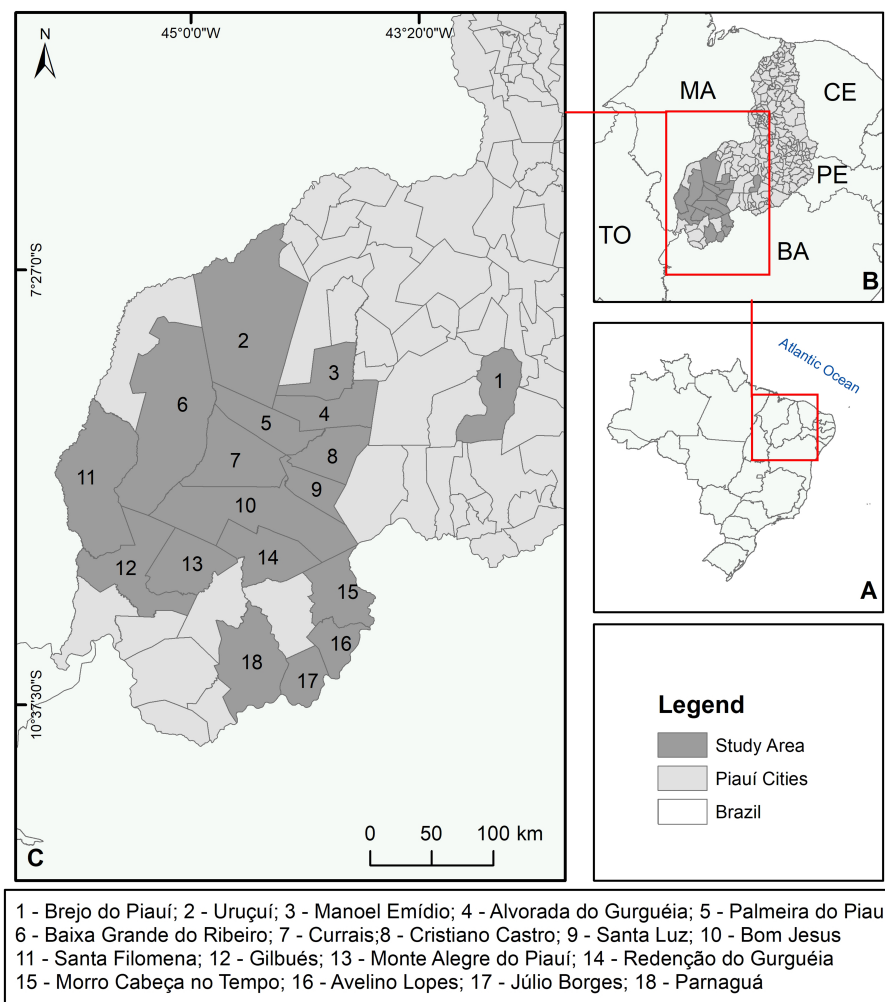 N
45°0'0"W
43°20'0"W
7°27'0"S
10°37'30"S
1
2
3
4
5
6
7
8
9
10
11
12
13
14
15
16
17
18
0 50 100 km
C
MA
CE
PE
TO
BA
B
Atlantic Ocean
A
Legend
Study Area
Piauí Cities
Brazil
1 - Brejo do Piauí; 2 - Uruçuí; 3 - Manoel Emídio; 4 - Alvorada do Gurguéia; 5 - Palmeira do Piau
6 - Baixa Grande do Ribeiro; 7 - Currais;8 - Cristiano Castro; 9 - Santa Luz; 10 - Bom Jesus
11 - Santa Filomena; 12 - Gilbués; 13 - Monte Alegre do Piauí; 14 - Redenção do Gurguéia
15 - Morro Cabeça no Tempo; 16 - Avelino Lopes; 17 - Júlio Borges; 18 - Parnaguá